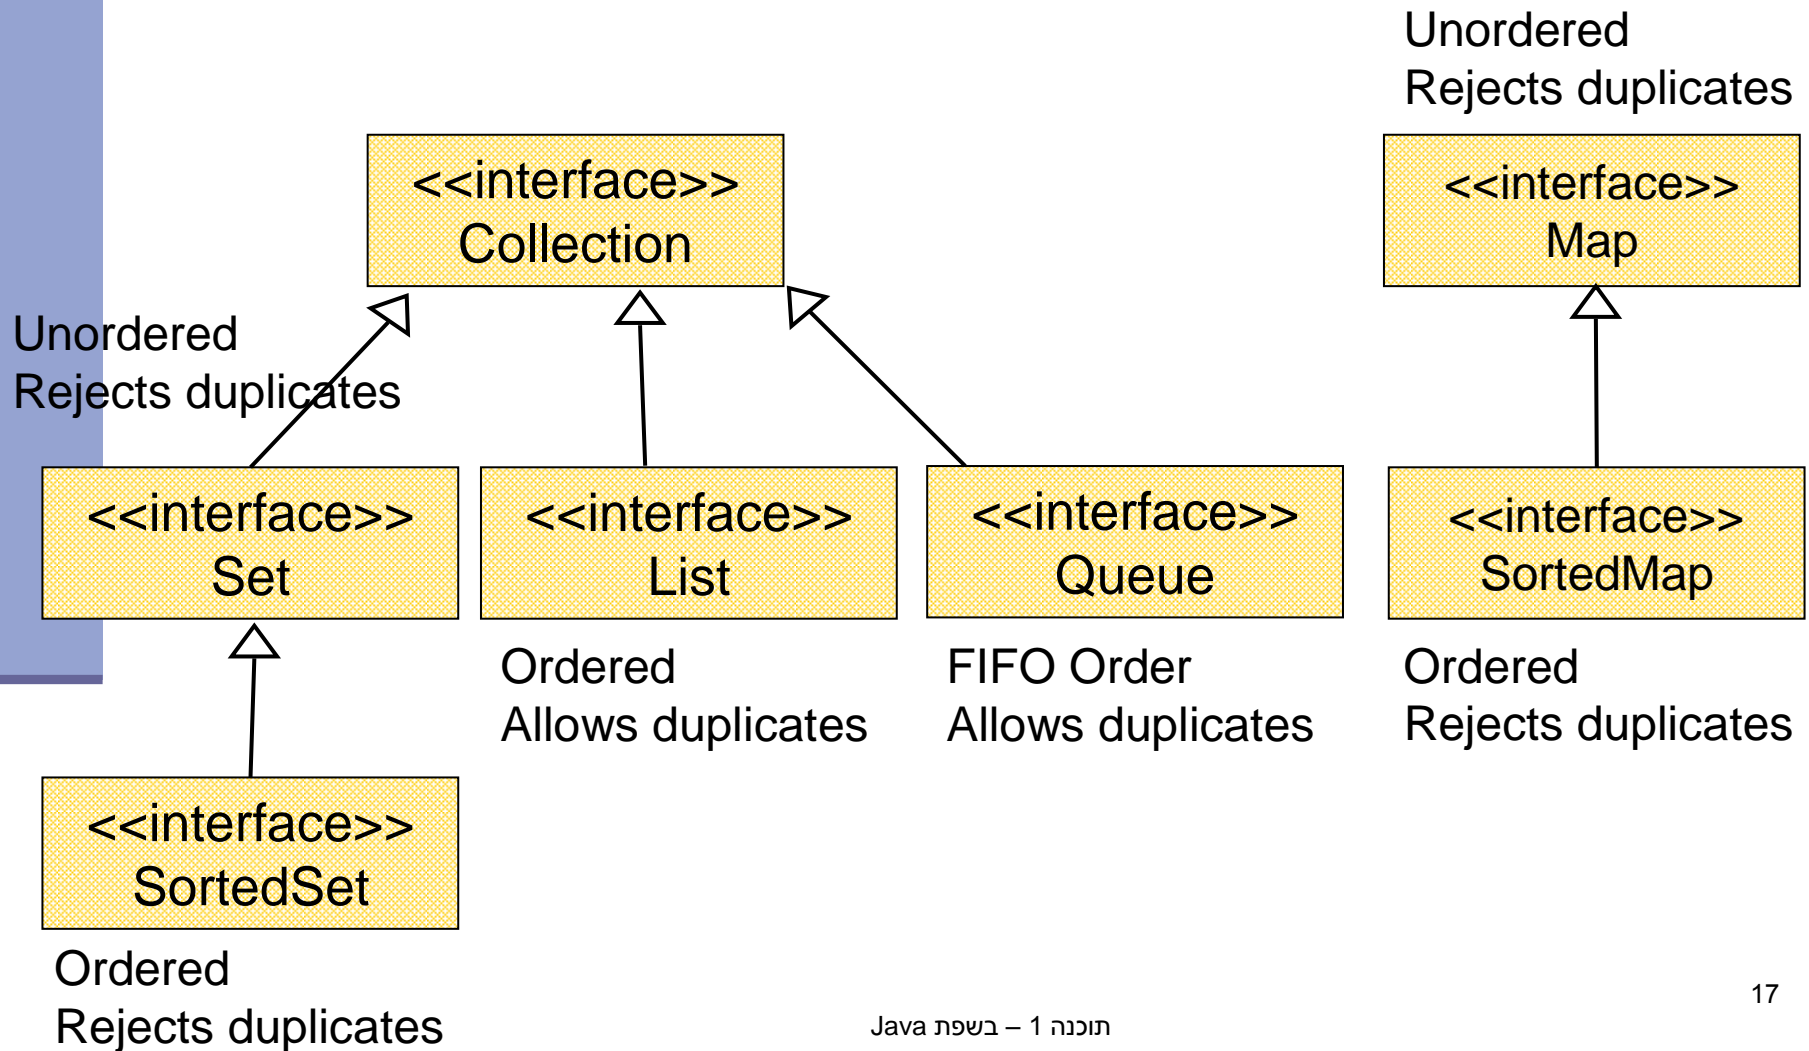 Unordered
Rejects duplicates
<<interface>>
Collection
<<interface>>
Map
Unordered
Rejects duplicates
<<interface>>
Set
<<interface>>
List
<<interface>>
Queue
<<interface>>
SortedMap
Ordered
Allows duplicates
FIFO Order
Allows duplicates
Ordered
Rejects duplicates
<<interface>>
SortedSet
Ordered
Rejects duplicates
תוכנה 1 – בשפת Java
17